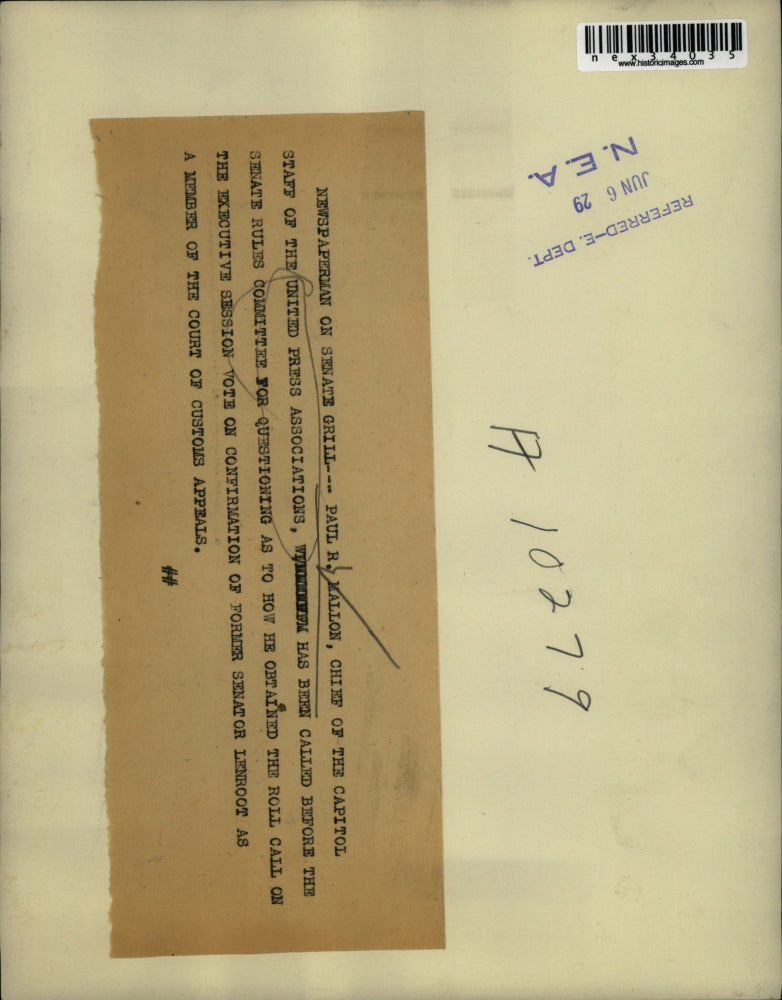 nex34035
www.historicimages.com
N.E.A.
JUN 6 29
REFERRED-E. DEPT.
NEWSPAPERMAN ON SENATE GRILL--- PAUL R. MALLON, CHIEF OF THE CAPITOL
STAFF OF THE UNITED PRESS ASSOCIATIONS, HAS BEEN CALLED BEFORE THE
SENATE RULES COMMITTEE FOR QUESTIONING AS TO HOW HE OBTAINED THE ROLL CALL ON
THE EXECUTIVE SESSION VOTE ON CONFIRMATION OF FORMER SENATOR LENROOT AS
A MEMBER OF THE COURT OF CUSTOMS APPEALS.
##
A 10279